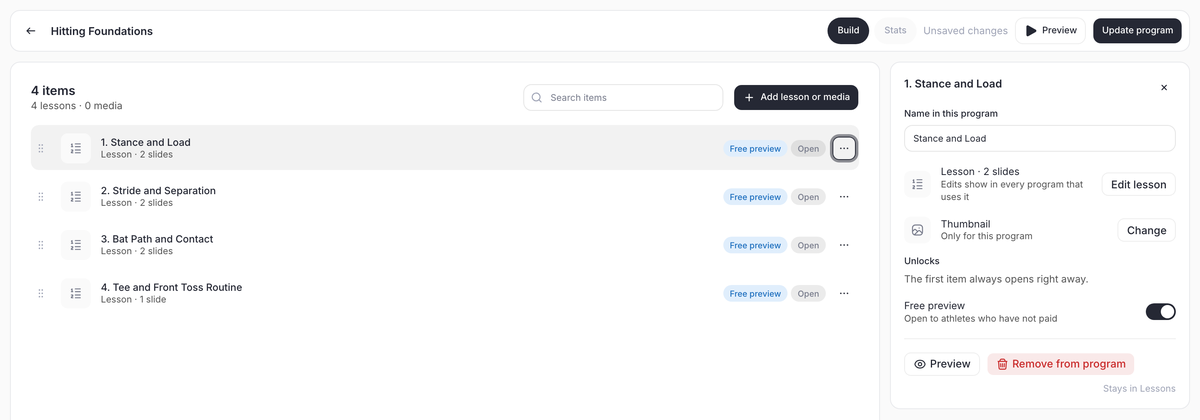 Hitting Foundations
Build
Stats
Unsaved changes
Preview
Update program
4 items
4 lessons · 0 media
Search items
Add lesson or media
1. Stance and Load
Lesson · 2 slides
Free preview
Open
2. Stride and Separation
Lesson · 2 slides
Free preview
Open
3. Bat Path and Contact
Lesson · 2 slides
Free preview
Open
4. Tee and Front Toss Routine
Lesson · 1 slide
Free preview
Open
1. Stance and Load
Name in this program
Stance and Load
Lesson · 2 slides
Edits show in every program that
uses it
Edit lesson
Thumbnail
Only for this program
Change
Unlocks
The first item always opens right away.
Free preview
Open to athletes who have not paid
Preview
Remove from program
Stays in Lessons